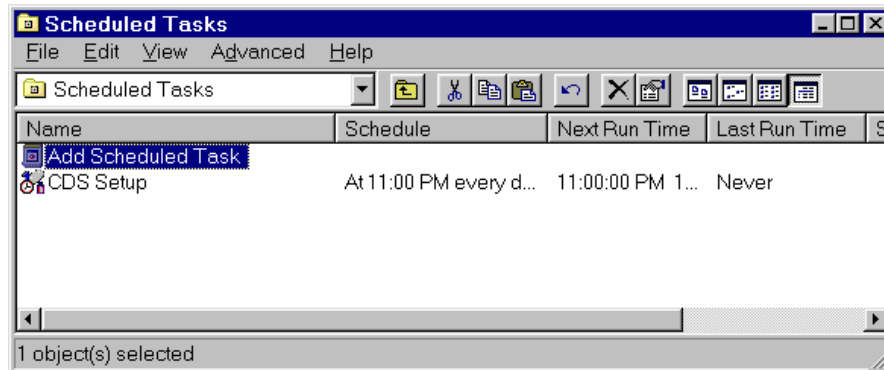 Scheduled Tasks
File Edit View Advanced Help
Scheduled Tasks
Name Schedule Next Run Time Last Run Time S
Add Scheduled Task
CDS Setup At 11:00 PM every d... 11:00:00 PM 1... Never
1 object(s) selected